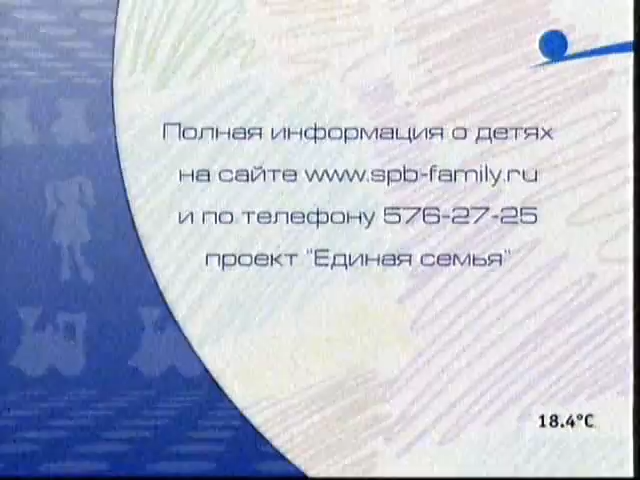 Полная информация о детях
на сайте www.spb-family.ru
и по телефону 576-27-25
проект "Единая семья"
18.4°C